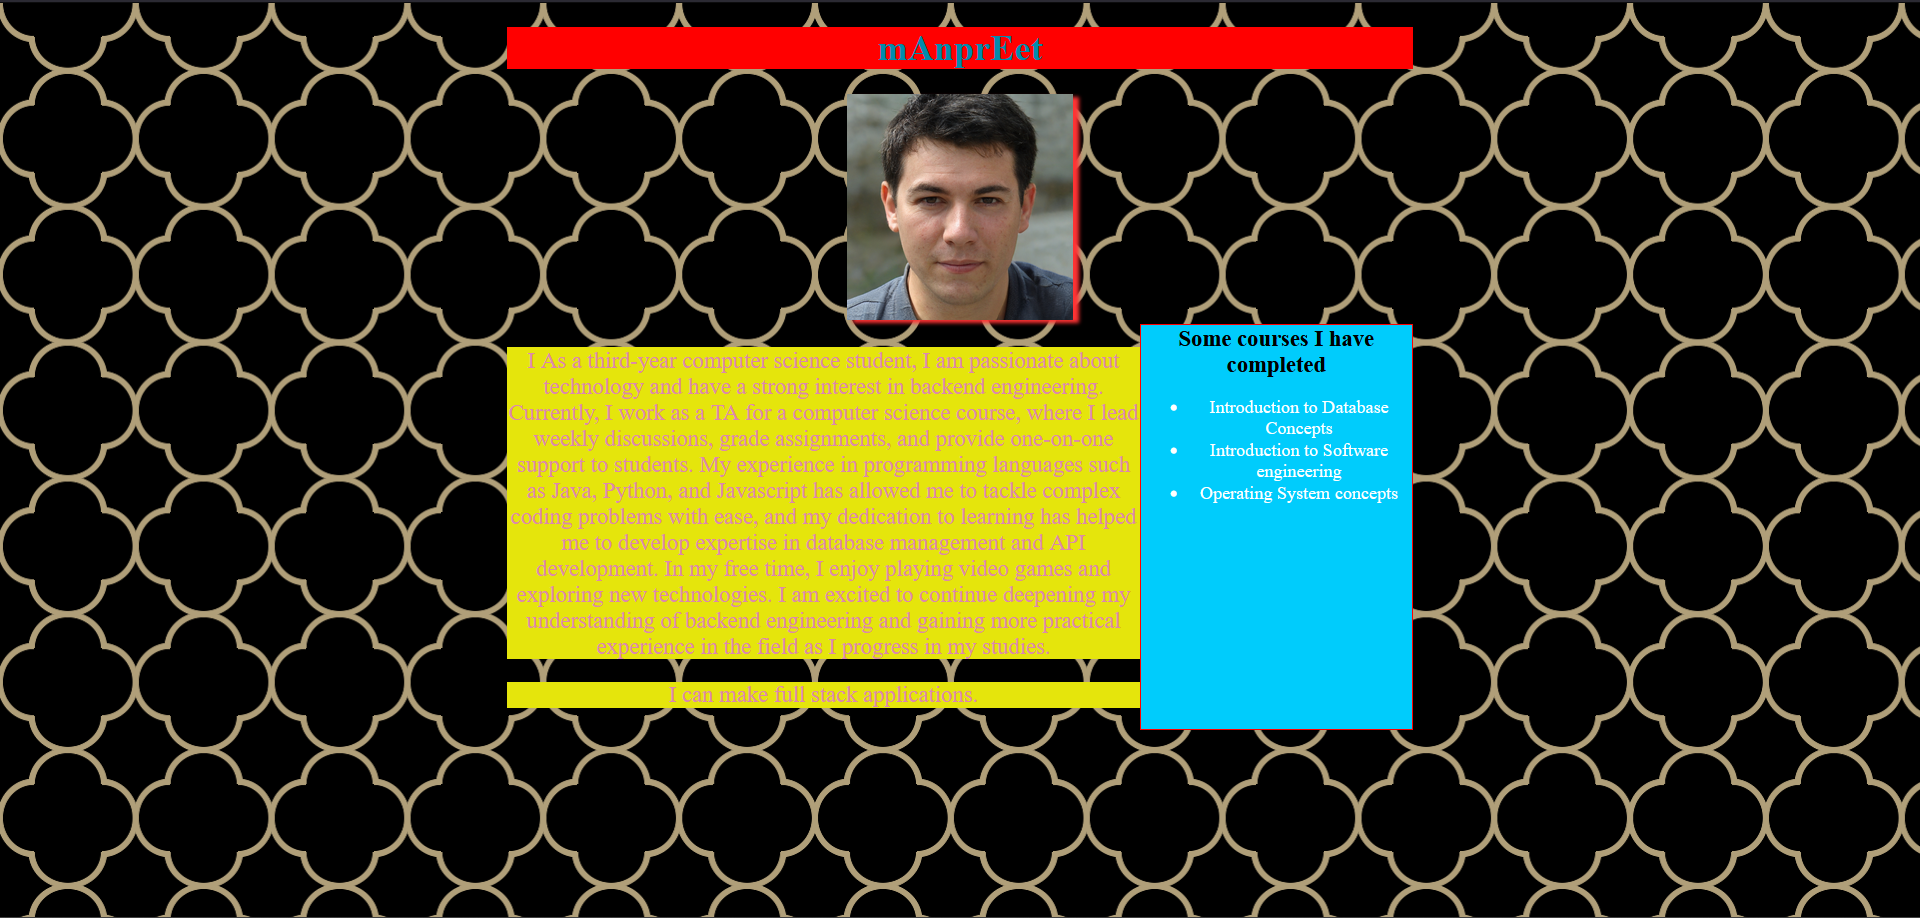 mAnprEet
I As a third-year computer science student, I am passionate about
technology and have a strong interest in backend engineering.
Currently, I work as a TA for a computer science course, where I lead
weekly discussions, grade assignments, and provide one-on-one
support to students. My experience in programming languages such
as Java, Python, and Javascript has allowed me to tackle complex
coding problems with ease, and my dedication to learning has helped
me to develop expertise in database management and API
development. In my free time, I enjoy playing video games and
exploring new technologies. I am excited to continue deepening my
understanding of backend engineering and gaining more practical
experience in the field as I progress in my studies.
I can make full stack applications.
Some courses I have
completed
Introduction to Database
Concepts
Introduction to Software
engineering
Operating System concepts